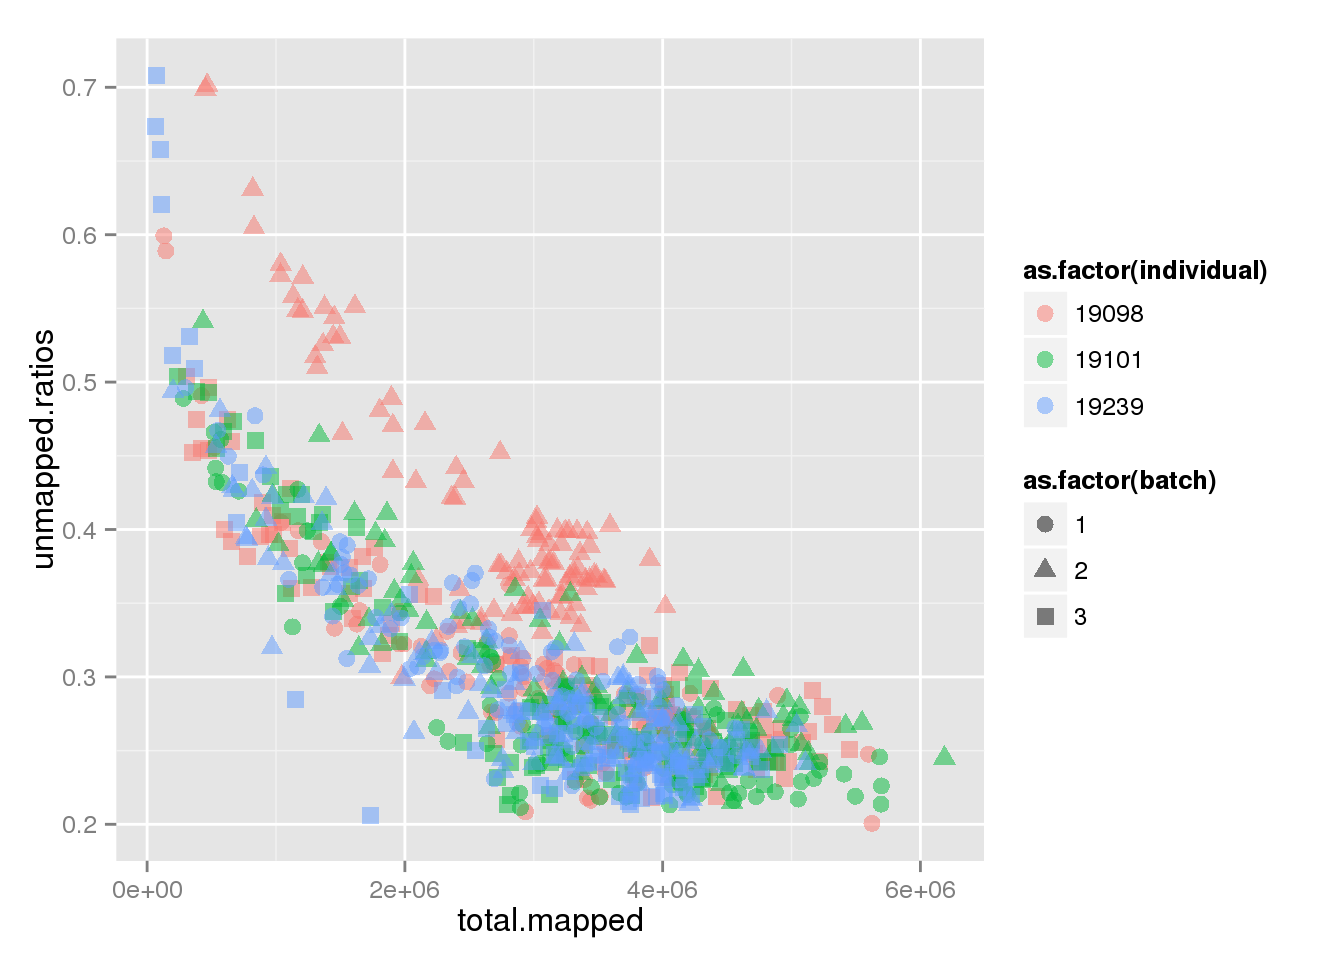 unmapped.ratios
0.7
0.6
0.5
0.4
0.3
0.2
0e+00
2e+06
4e+06
6e+06
total.mapped
as.factor(individual)
19098
19101
19239
as.factor(batch)
1
2
3